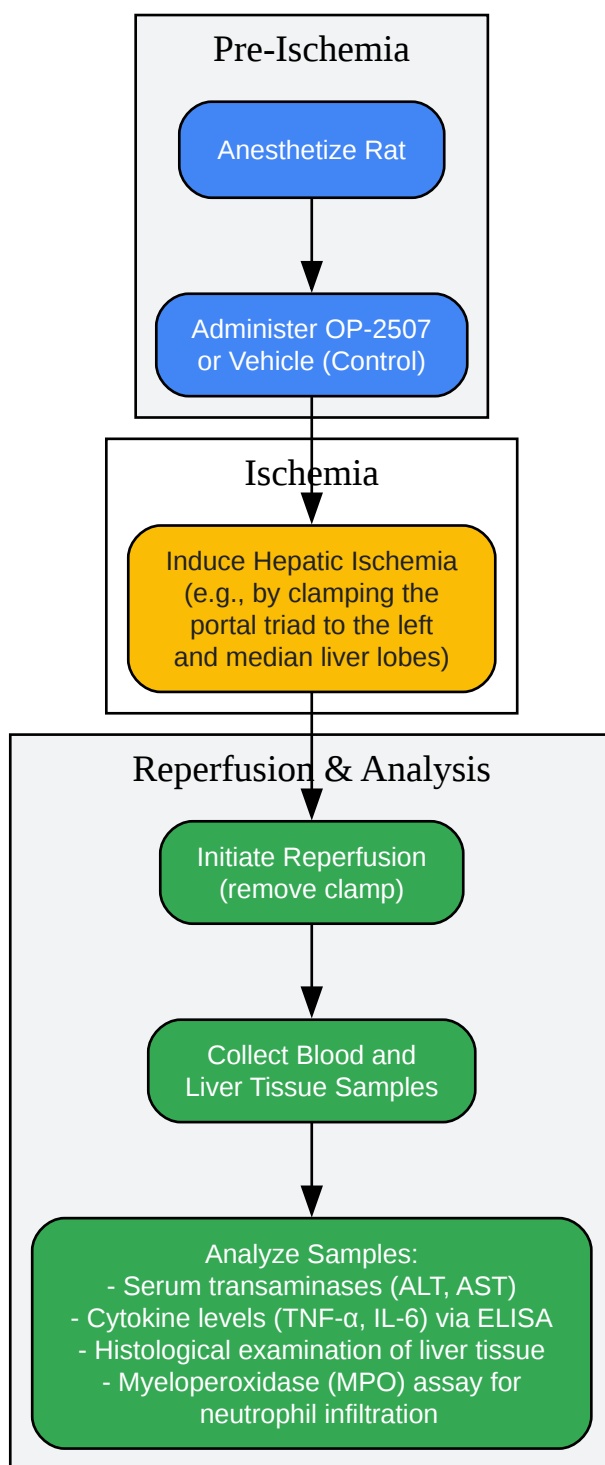 Pre-Ischemia
Anesthetize Rat
Administer OP-2507
or Vehicle (Control)
Ischemia
Induce Hepatic Ischemia
(e.g., by clamping the
portal triad to the left
and median liver lobes)
Reperfusion & Analysis
Initiate Reperfusion
(remove clamp)
Collect Blood and
Liver Tissue Samples
Analyze Samples:
- Serum transaminases (ALT, AST)
- Cytokine levels (TNF-α, IL-6) via ELISA
- Histological examination of liver tissue
- Myeloperoxidase (MPO) assay for
neutrophil infiltration